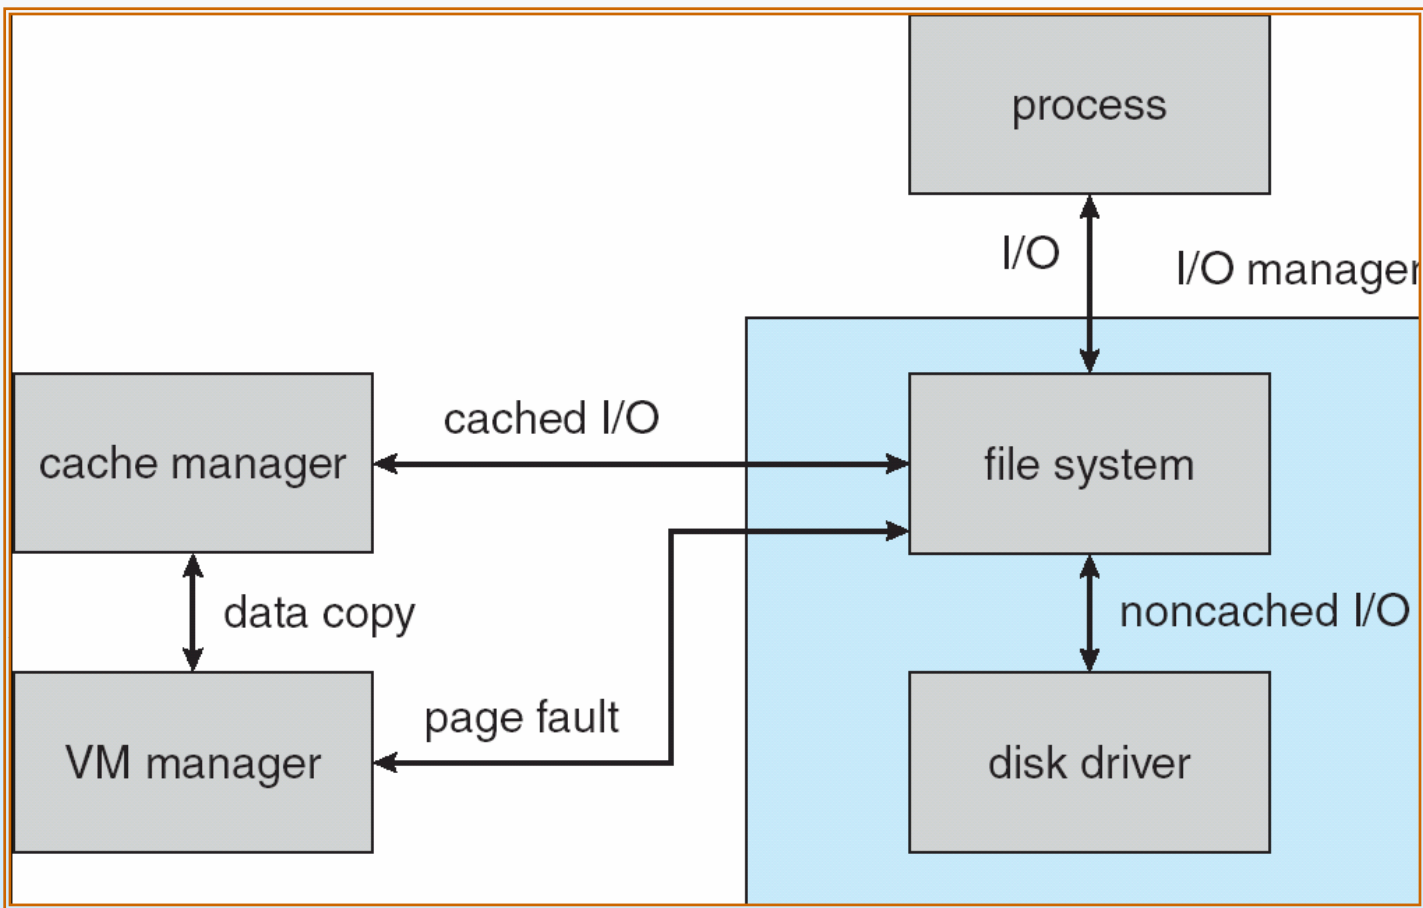 process
I/O
I/O manager
cached I/O
cache manager
file system
data copy
noncached I/O
page fault
VM manager
disk driver